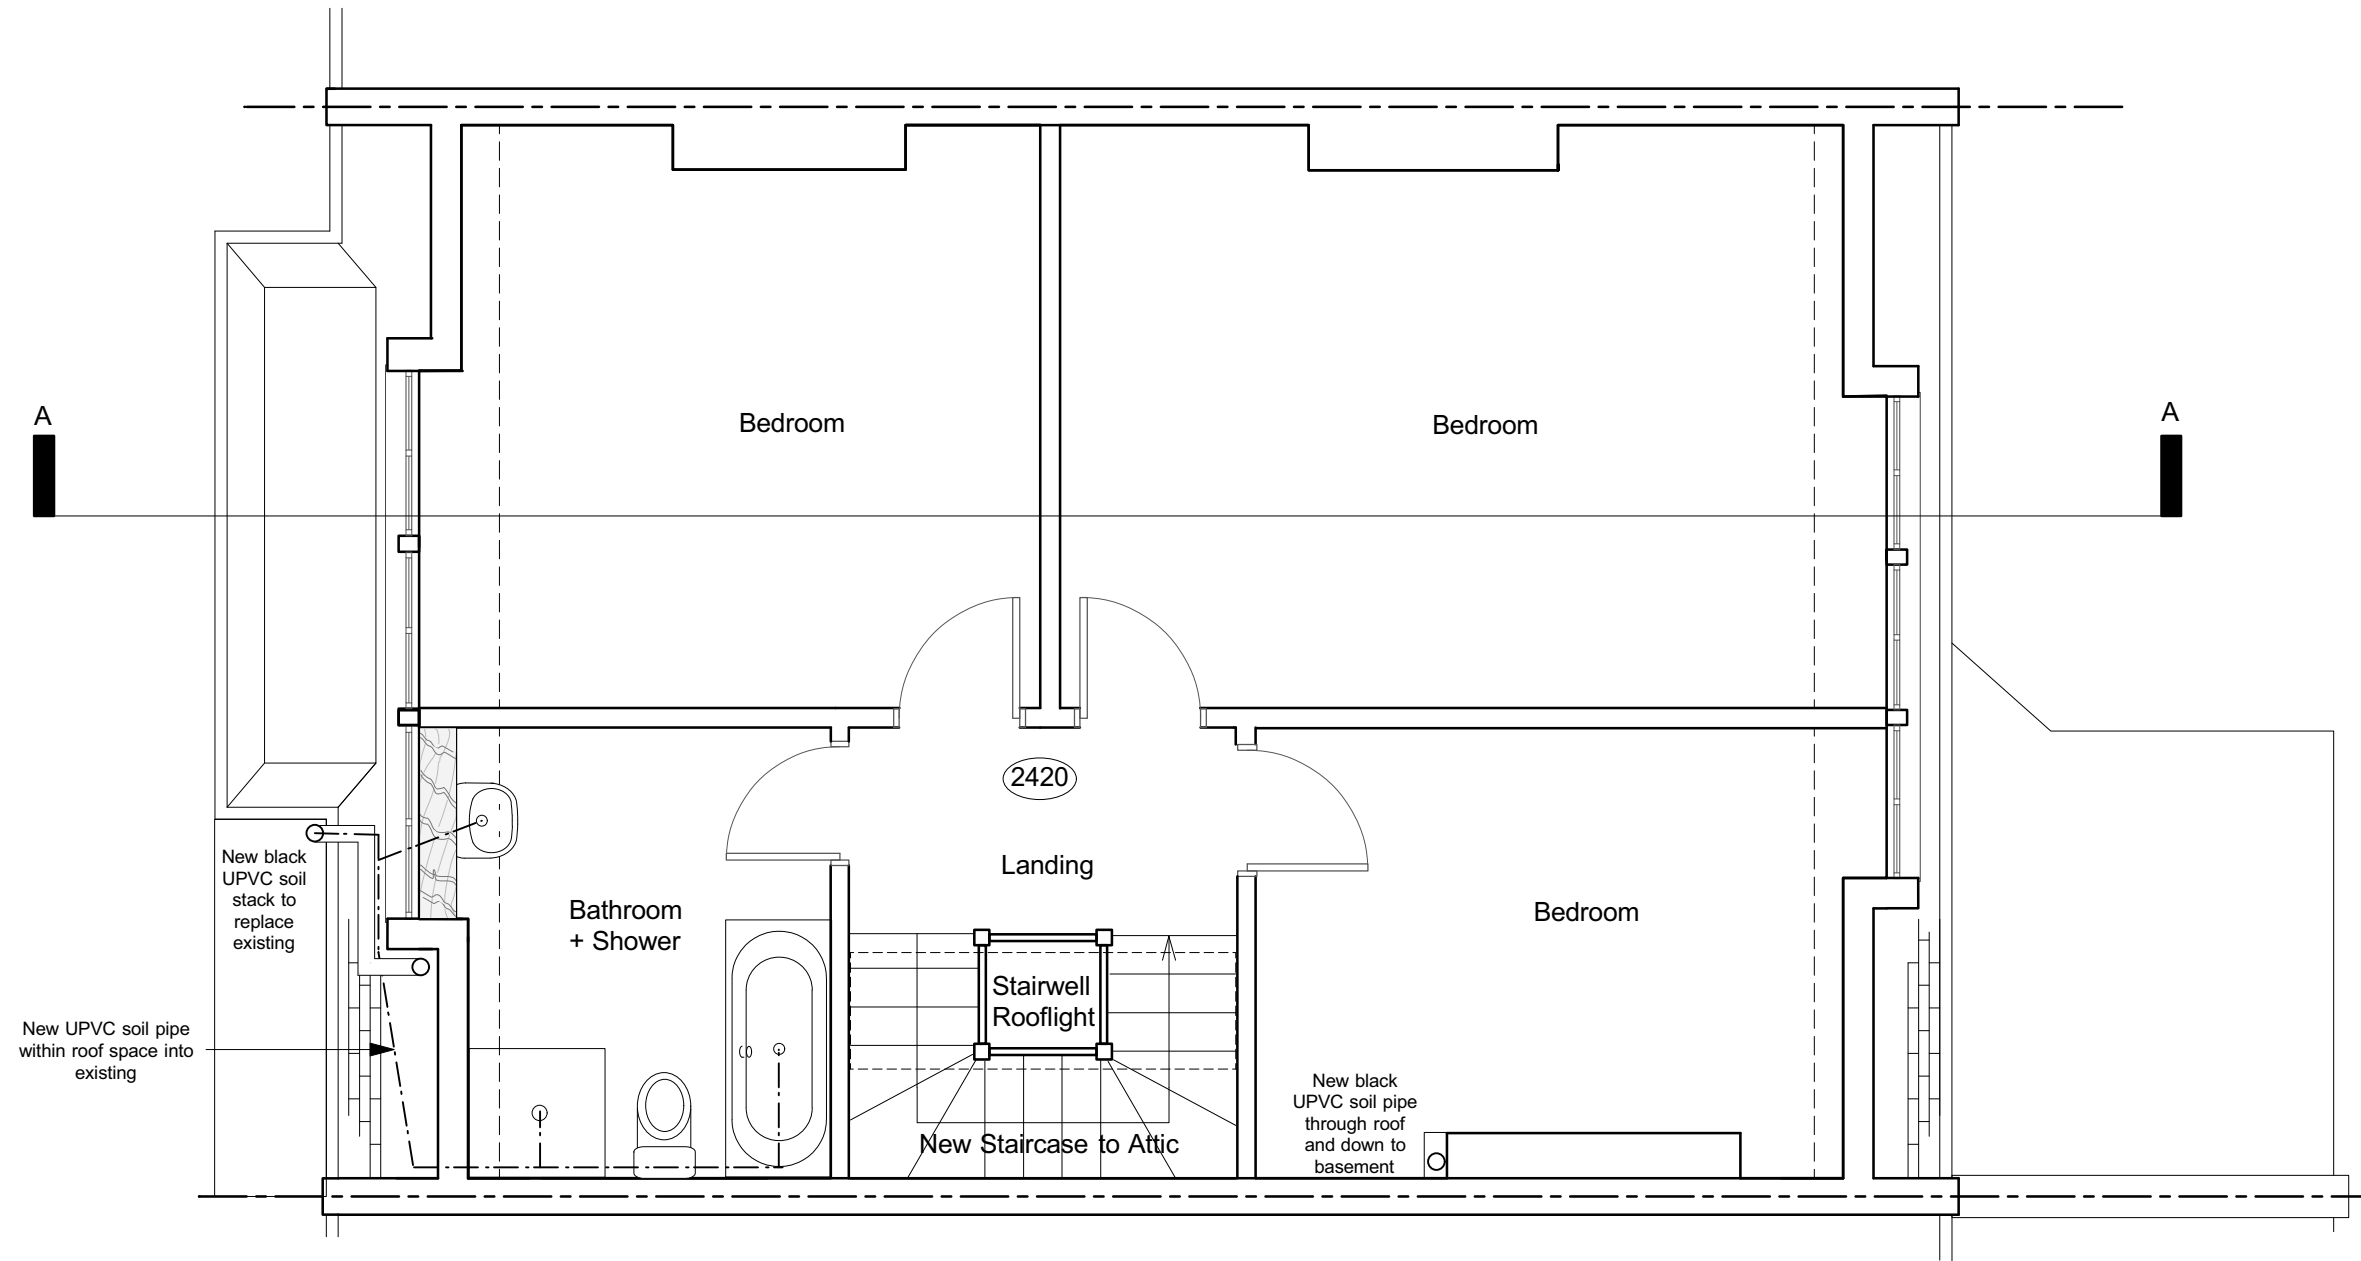 A
A
Bedroom
Bedroom
2420
Landing
New black
UPVC soil
stack to
replace
existing
Bathroom
+ Shower
Bedroom
Stairwell
Rooflight
New UPVC soil pipe
within roof space into
existing
New Staircase to Attic
New black
UPVC soil pipe
through roof
and down to
basement